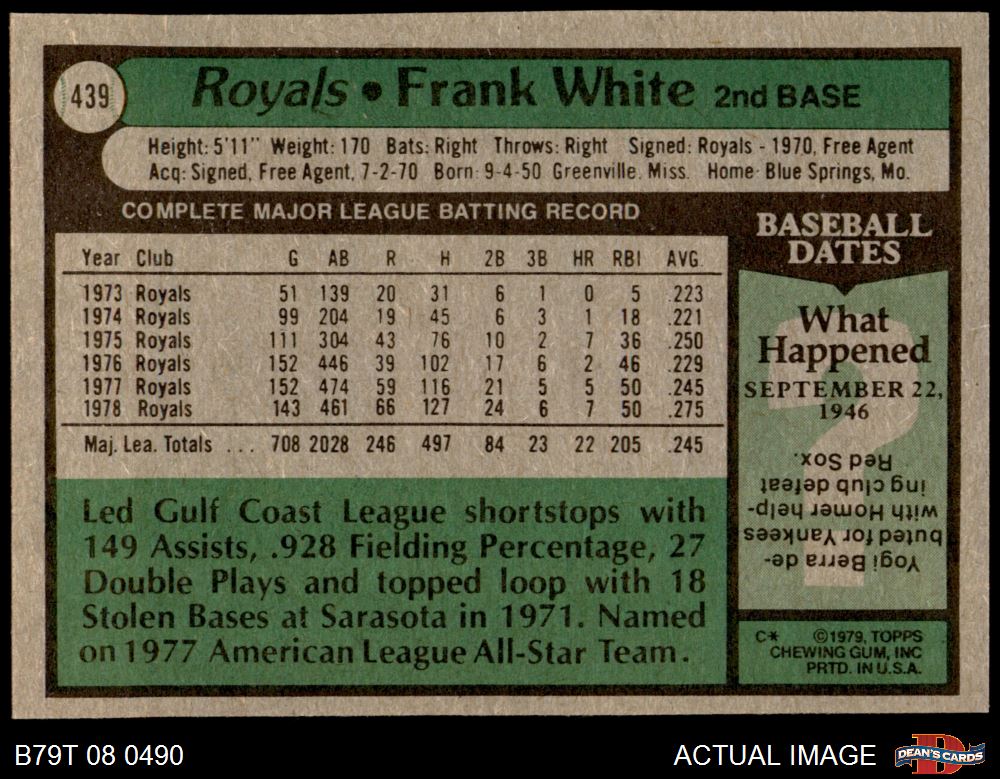 439
Royals • Frank White 2nd BASE
Height: 5'11" Weight: 170 Bats: Right Throws: Right Signed: Royals - 1970, Free Agent
Acq: Signed, Free Agent, 7-2-70 Born: 9-4-50 Greenville, Miss. Home: Blue Springs, Mo.
COMPLETE MAJOR LEAGUE BATTING RECORD
Year Club G AB R H 2B 3B HR RBI AVG.
1973 Royals 51 139 20 31 6 1 0 5 .223
1974 Royals 99 204 19 45 6 3 1 18 .221
1975 Royals 111 304 43 76 10 2 7 36 .250
1976 Royals 152 446 39 102 17 6 2 46 .229
1977 Royals 152 474 59 116 21 5 5 50 .245
1978 Royals 143 461 66 127 24 6 7 50 .275
Maj. Lea. Totals ... 708 2028 246 497 84 23 22 205 .245
Led Gulf Coast League shortstops with
149 Assists, .928 Fielding Percentage, 27
Double Plays and topped loop with 18
Stolen Bases at Sarasota in 1971. Named
on 1977 American League All-Star Team.
BASEBALL
DATES
What
Happened
SEPTEMBER 22,
1946
Yogi Berra de-
buted for Yankees
with Homer help-
ing club defeat
Red Sox.
C* ©1979, TOPPS
CHEWING GUM, INC
PRTD. IN U.S.A.
B79T 08 0490
ACTUAL IMAGE
DEAN'S CARDS